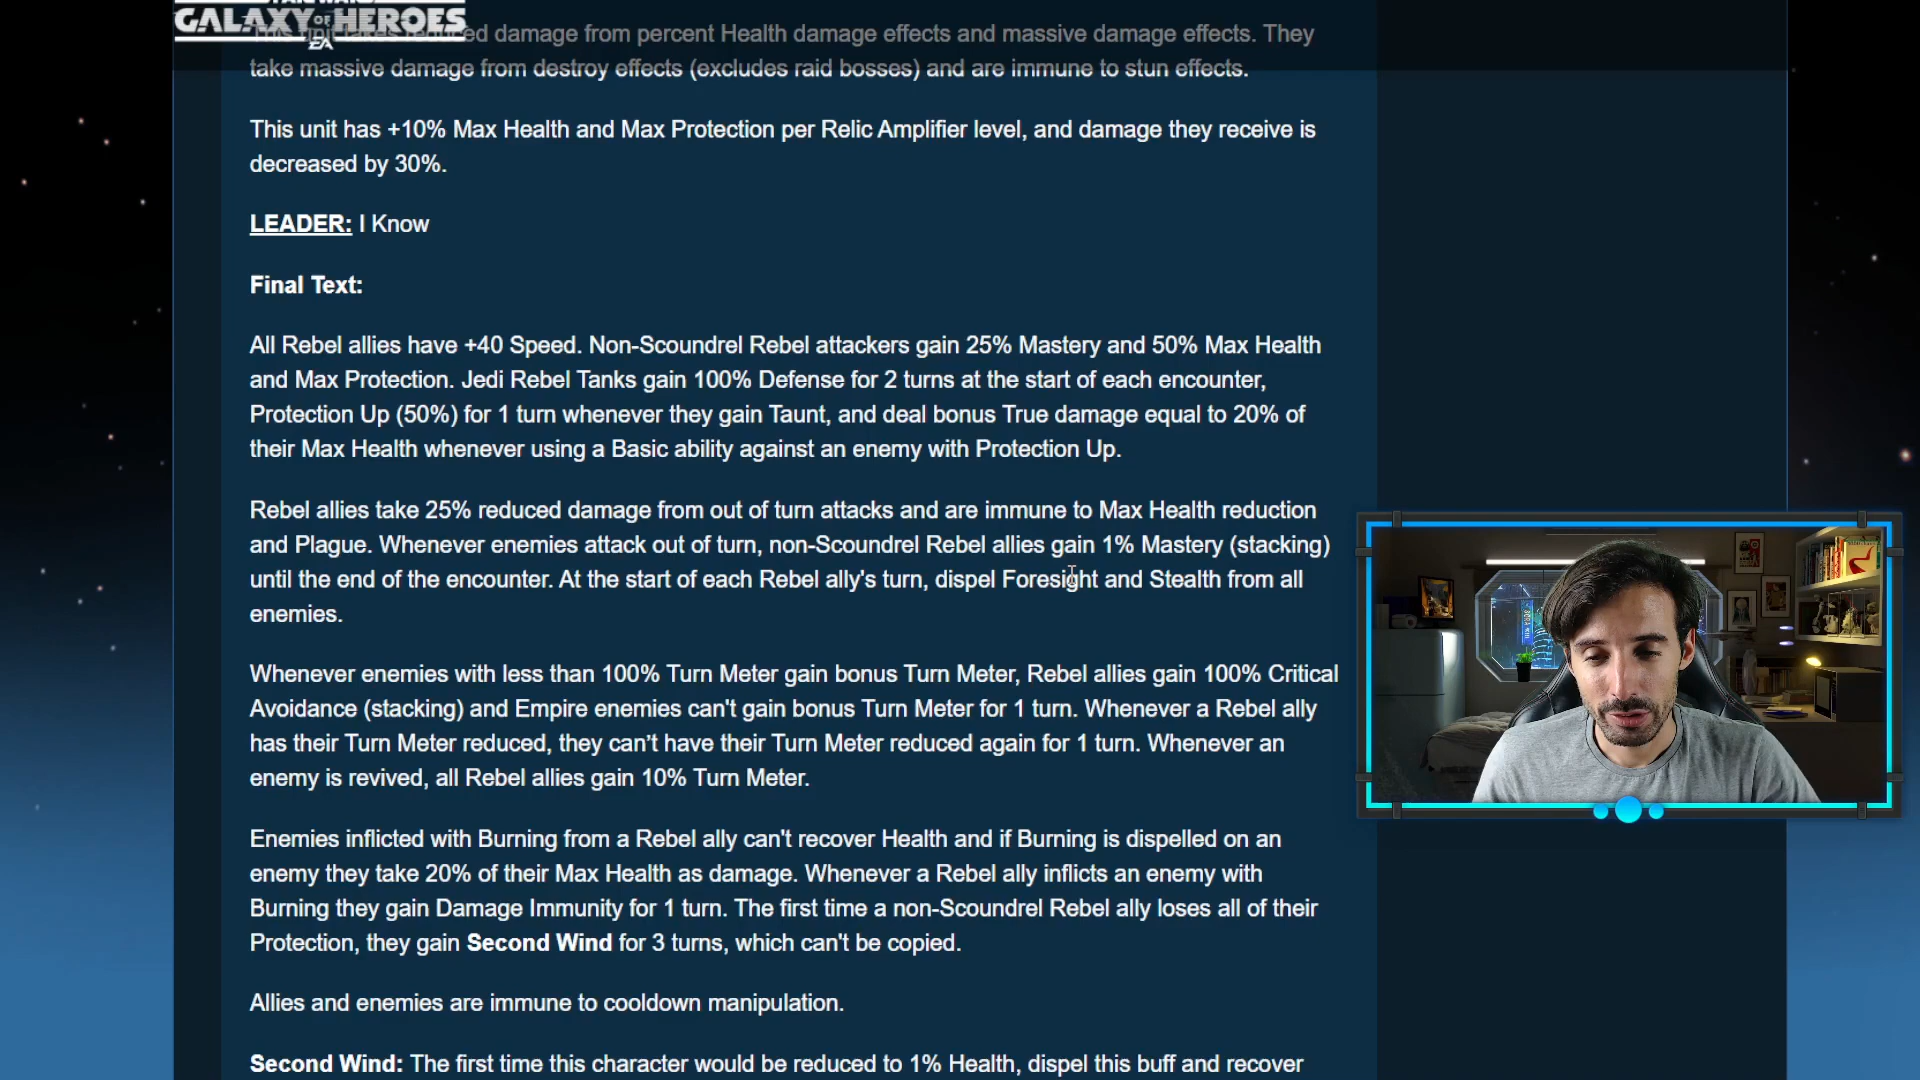 GALAXY OF HEROES
EA
damage from percent Health damage effects and massive damage effects. They
take massive damage from destroy effects (excludes raid bosses) and are immune to stun effects.
This unit has +10% Max Health and Max Protection per Relic Amplifier level, and damage they receive is
decreased by 30%.
LEADER: I Know
Final Text:
All Rebel allies have +40 Speed. Non-Scoundrel Rebel attackers gain 25% Mastery and 50% Max Health
and Max Protection. Jedi Rebel Tanks gain 100% Defense for 2 turns at the start of each encounter,
Protection Up (50%) for 1 turn whenever they gain Taunt, and deal bonus True damage equal to 20% of
their Max Health whenever using a Basic ability against an enemy with Protection Up.
Rebel allies take 25% reduced damage from out of turn attacks and are immune to Max Health reduction
and Plague. Whenever enemies attack out of turn, non-Scoundrel Rebel allies gain 1% Mastery (stacking)
until the end of the encounter. At the start of each Rebel ally's turn, dispel Foresight and Stealth from all
enemies.
Whenever enemies with less than 100% Turn Meter gain bonus Turn Meter, Rebel allies gain 100% Critical
Avoidance (stacking) and Empire enemies can't gain bonus Turn Meter for 1 turn. Whenever a Rebel ally
has their Turn Meter reduced, they can’t have their Turn Meter reduced again for 1 turn. Whenever an
enemy is revived, all Rebel allies gain 10% Turn Meter.
Enemies inflicted with Burning from a Rebel ally can't recover Health and if Burning is dispelled on an
enemy they take 20% of their Max Health as damage. Whenever a Rebel ally inflicts an enemy with
Burning they gain Damage Immunity for 1 turn. The first time a non-Scoundrel Rebel ally loses all of their
Protection, they gain Second Wind for 3 turns, which can't be copied.
Allies and enemies are immune to cooldown manipulation.
Second Wind: The first time this character would be reduced to 1% Health, dispel this buff and recover